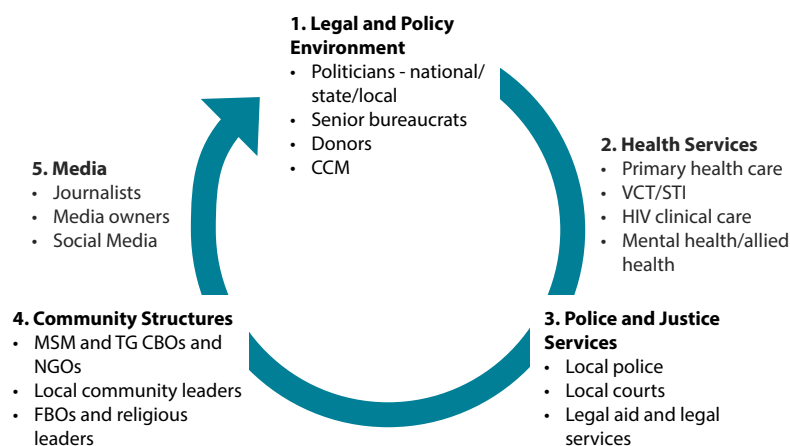 1. Legal and Policy
Environment
• Politicians - national/
state/local
• Senior bureaucrats
• Donors
• CCM
2. Health Services
• Primary health care
• VCT/STI
• HIV clinical care
• Mental health/allied
health
3. Police and Justice
Services
• Local police
• Local courts
• Legal aid and legal
services
4. Community Structures
• MSM and TG CBOs and
NGOs
• Local community leaders
• FBOs and religious
leaders
5. Media
• Journalists
• Media owners
• Social Media